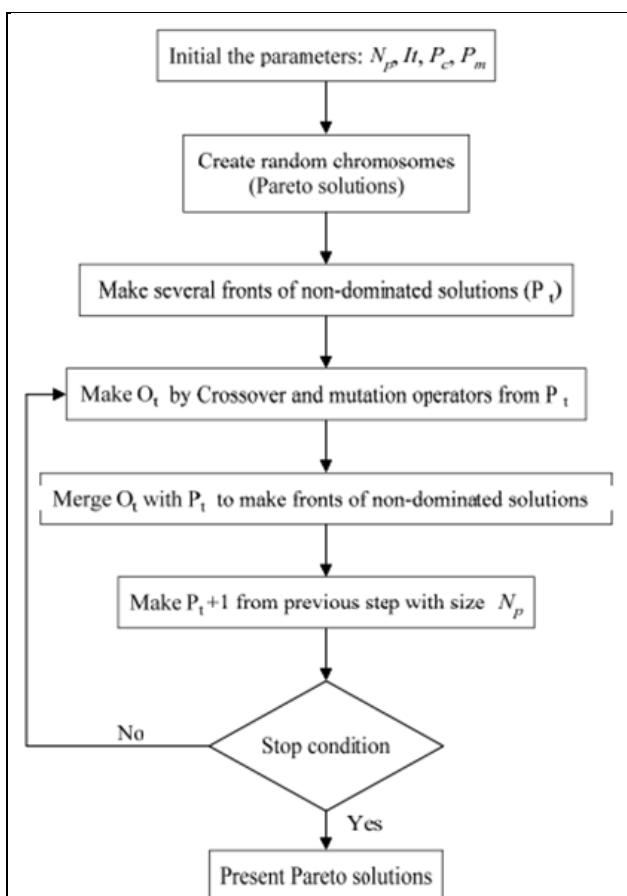 Initial the parameters: Nₚ, It, P꜀, Pₘ
Create random chromosomes
(Pareto solutions)
Make several fronts of non-dominated solutions (P ₜ)
Make Oₜ by Crossover and mutation operators from P ₜ
Merge Oₜ with Pₜ to make fronts of non-dominated solutions
Make Pₜ+1 from previous step with size Nₚ
No
Stop condition
Yes
Present Pareto solutions